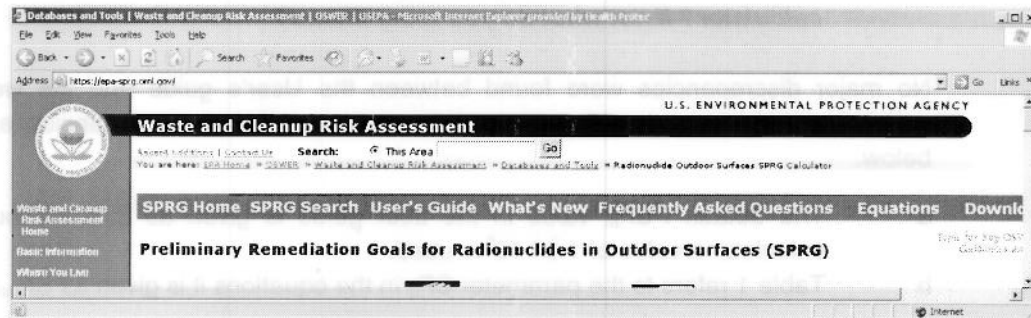 Databases and Tools | Waste and Cleanup Risk Assessment | OSWER | USEPA - Microsoft Internet Explorer provided by Health Protec
File Edit View Favorites Tools Help
Back Search Favorites
Address https://epa-sprg.ornl.gov/ Go Links
U.S. ENVIRONMENTAL PROTECTION AGENCY
Waste and Cleanup Risk Assessment
Recent Additions | Contact Us Search: This Area Go
You are here: EPA Home » OSWER » Waste and Cleanup Risk Assessment » Databases and Tools » Radionuclide Outdoor Surfaces SPRG Calculator
Waste and Cleanup
Risk Assessment
Home
Basic Information
Where You Live
SPRG Home SPRG Search User's Guide What's New Frequently Asked Questions Equations Downlo
Preliminary Remediation Goals for Radionuclides in Outdoor Surfaces (SPRG)
Internet